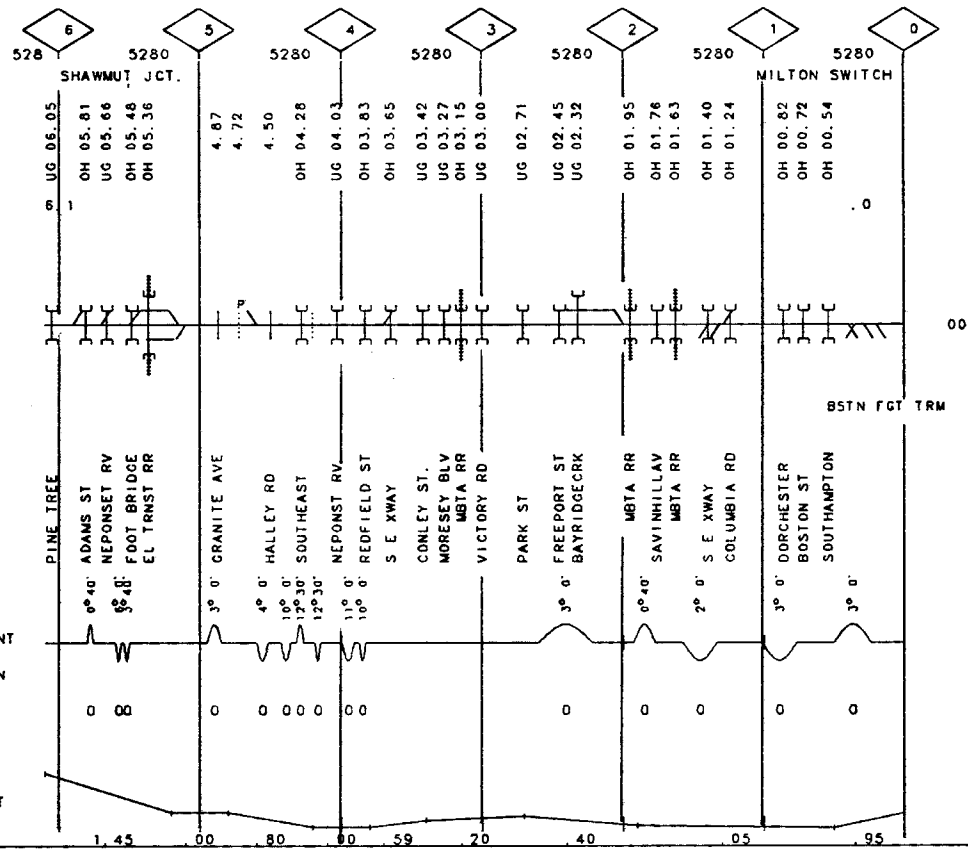 6 5 4 3 2 1 0
528 5280 5280 5280 5280 5280 5280
SHAWMUT JCT. MILTON SWITCH
UG 06.05
OH 05.81
UG 05.66
OH 05.48
OH 05.36
4.87
4.72
4.50
OH 04.28
UG 04.03
OH 03.83
OH 03.65
UG 03.42
UG 03.27
OH 03.15
UG 03.00
UG 02.71
UG 02.45
UG 02.32
OH 01.95
OH 01.76
OH 01.63
OH 01.40
OH 01.24
OH 00.82
OH 00.72
OH 00.54
6.1 .0
P
00
BSTN FGT TRM
PINE TREE
ADAMS ST
NEPONSET RV
FOOT BRIDGE
EL TRNST RR
GRANITE AVE
HALLEY RD
SOUTHEAST
NEPONST RV
REDFIELD ST
S E XWAY
CONLEY ST.
MORESEY BLV
MBTA RR
VICTORY RD
PARK ST
FREEPORT ST
BAYRIDGECRK
MBTA RR
SAVINHILLAV
MBTA RR
S E XWAY
COLUMBIA RD
DORCHESTER
BOSTON ST
SOUTHAMPTON
0° 40' 3° 40' 3° 0' 4° 0' 10° 0' 12° 30' 12° 30' 11° 0' 10° 0' 3° 0' 0° 40' 2° 0' 3° 0' 3° 0'
NT
N
0 00 0 0 0 0 0 0 0 0 0 0 0 0
T
1.45 .00 .80 .00 .59 .20 .40 .05 .95